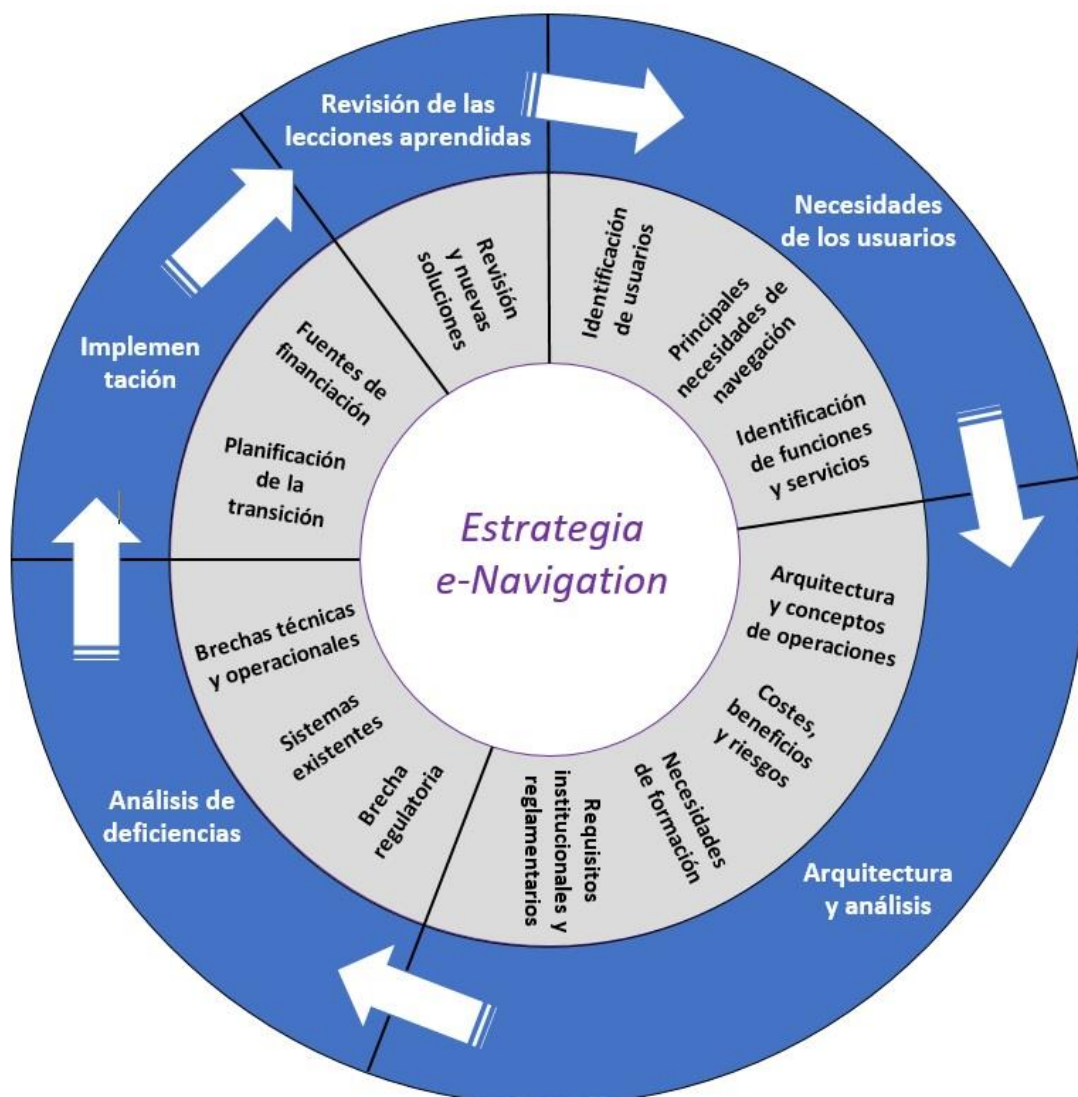 Revisión de las
lecciones aprendidas
Necesidades
de los usuarios
Arquitectura
y análisis
Análisis de
deficiencias
Implemen
tación
Revisión
y nuevas
soluciones
Identificación
de usuarios
Principales
necesidades de
navegación
Identificación
de funciones
y servicios
Arquitectura
y conceptos
de operaciones
Costes,
beneficios
y riesgos
Necesidades
de formación
Requisitos
institucionales y
reglamentarios
Brecha
regulatoria
Sistemas
existentes
Brechas técnicas
y operacionales
Planificación
de la
transición
Fuentes de
financiación
Estrategia
e-Navigation